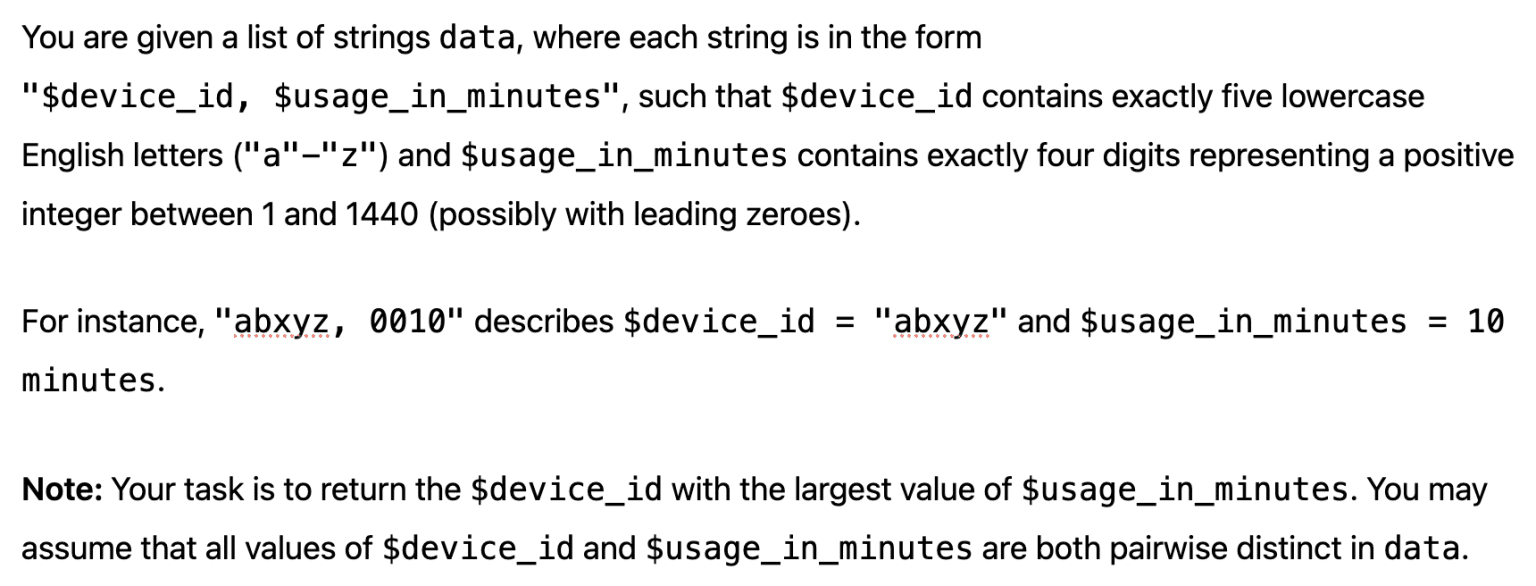 You are given a list of strings data, where each string is in the form
"$device_id, $usage_in_minutes", such that $device_id contains exactly five lowercase
English letters ("a"–"z") and $usage_in_minutes contains exactly four digits representing a positive
integer between 1 and 1440 (possibly with leading zeroes).
For instance, "abxyz, 0010" describes $device_id = "abxyz" and $usage_in_minutes = 10
minutes.
Note: Your task is to return the $device_id with the largest value of $usage_in_minutes. You may
assume that all values of $device_id and $usage_in_minutes are both pairwise distinct in data.